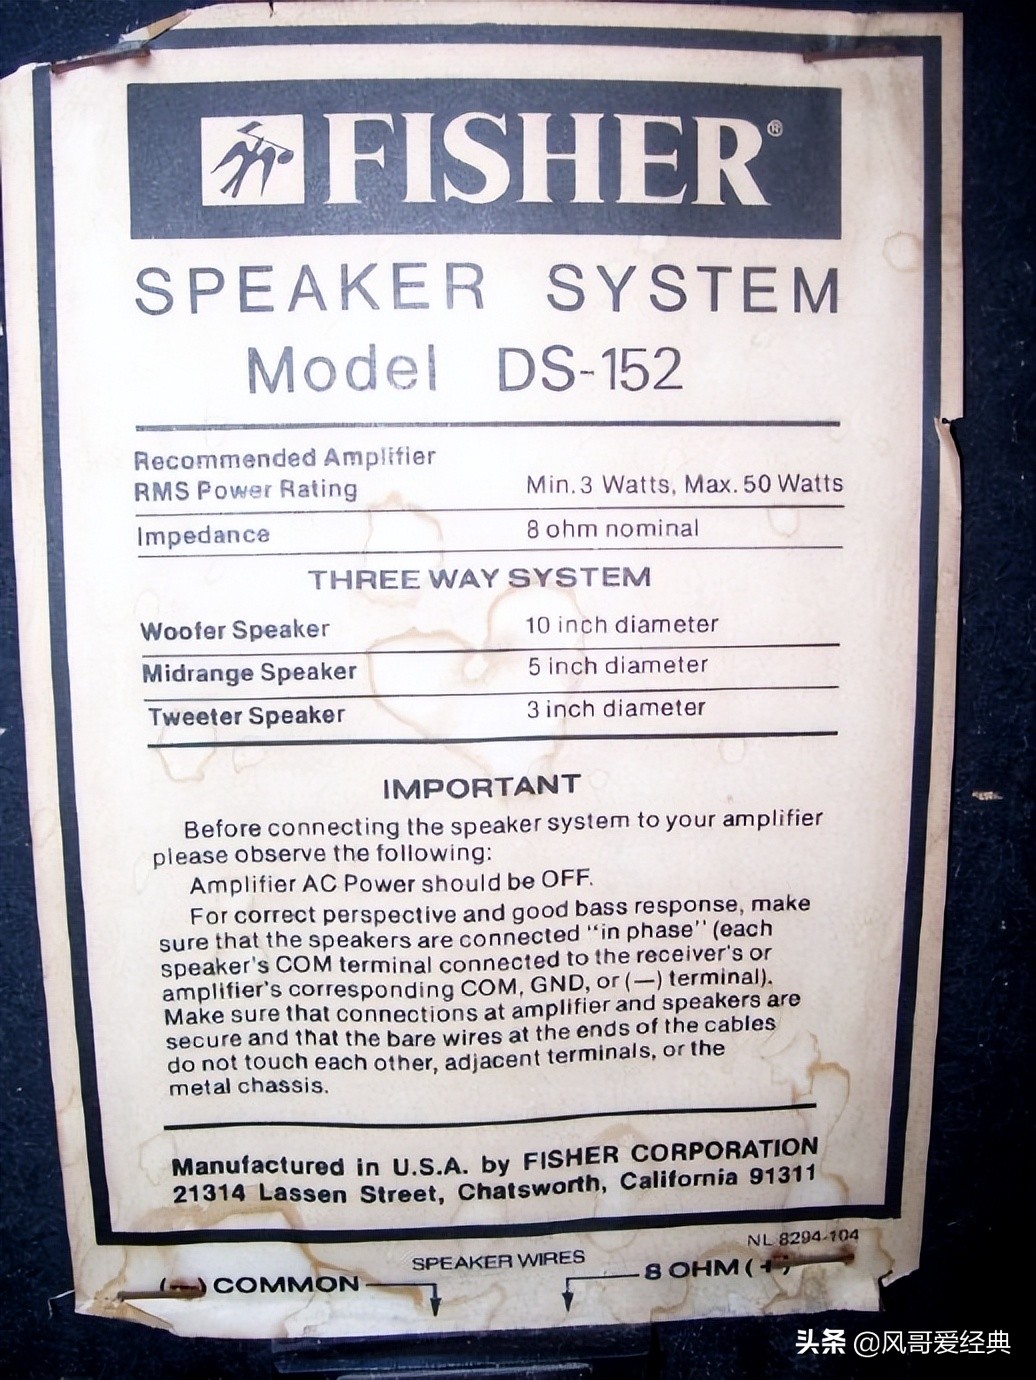 FISHER®
SPEAKER SYSTEM
Model DS-152
Recommended Amplifier
RMS Power Rating Min. 3 Watts, Max. 50 Watts
Impedance 8 ohm nominal
THREE WAY SYSTEM
Woofer Speaker 10 inch diameter
Midrange Speaker 5 inch diameter
Tweeter Speaker 3 inch diameter
IMPORTANT
Before connecting the speaker system to your amplifier
please observe the following:
Amplifier AC Power should be OFF.
For correct perspective and good bass response, make
sure that the speakers are connected "in phase" (each
speaker's COM terminal connected to the receiver's or
amplifier's corresponding COM, GND, or (—) terminal).
Make sure that connections at amplifier and speakers are
secure and that the bare wires at the ends of the cables
do not touch each other, adjacent terminals, or the
metal chassis.
Manufactured in U.S.A. by FISHER CORPORATION
21314 Lassen Street, Chatsworth, California 91311
NL 8294-104
SPEAKER WIRES
(—) COMMON 8 OHM (+)
头条 @风哥爱经典